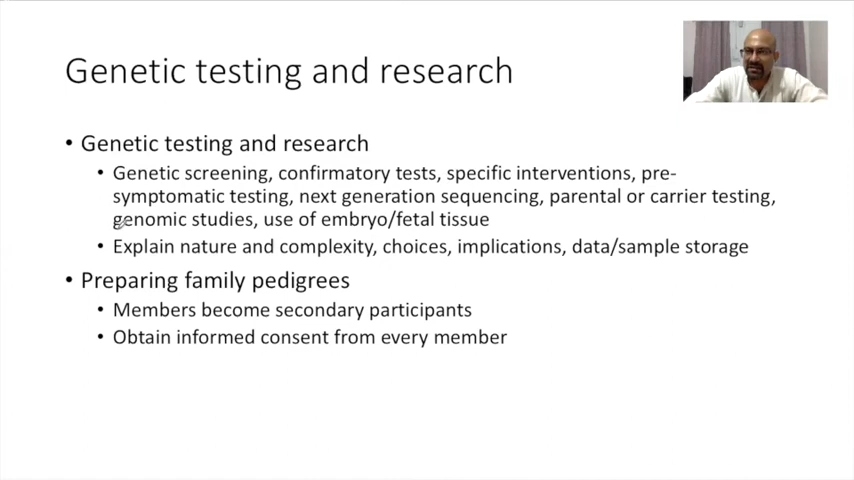 Genetic testing and research
• Genetic testing and research
• Genetic screening, confirmatory tests, specific interventions, pre-
symptomatic testing, next generation sequencing, parental or carrier testing,
genomic studies, use of embryo/fetal tissue
• Explain nature and complexity, choices, implications, data/sample storage
• Preparing family pedigrees
• Members become secondary participants
• Obtain informed consent from every member